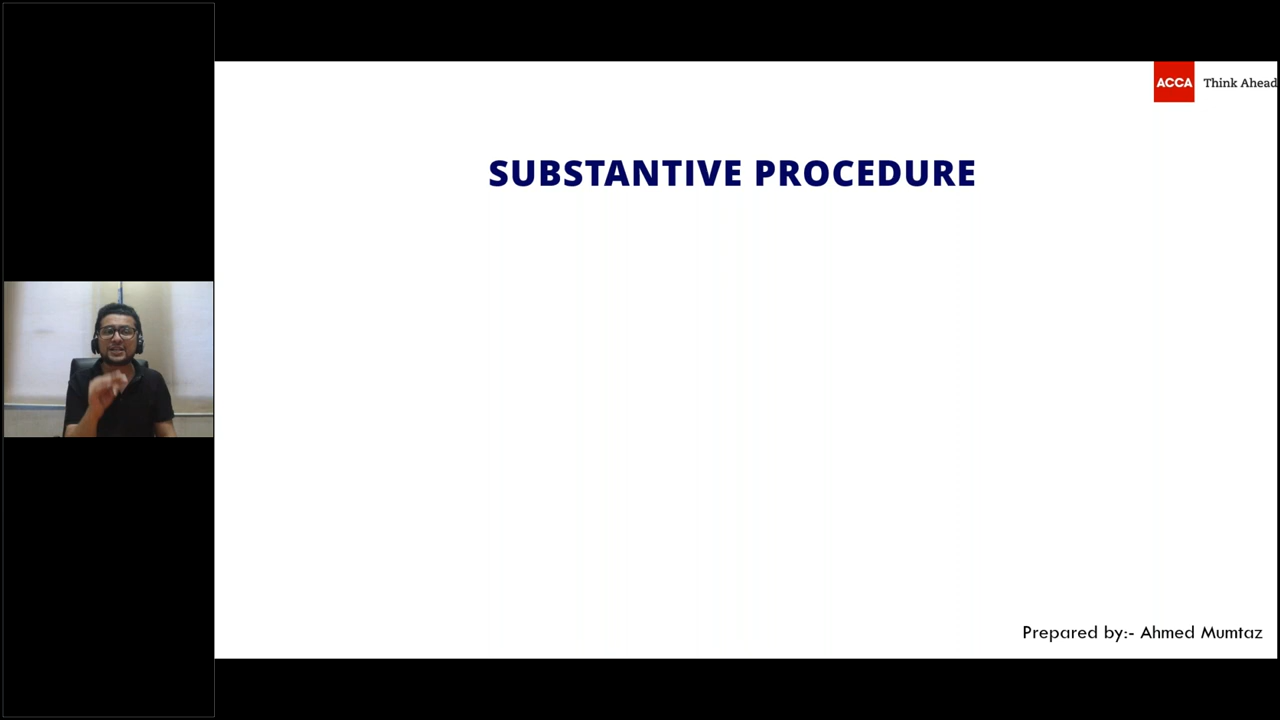 ACCA Think Ahead
SUBSTANTIVE PROCEDURE
Prepared by:- Ahmed Mumtaz